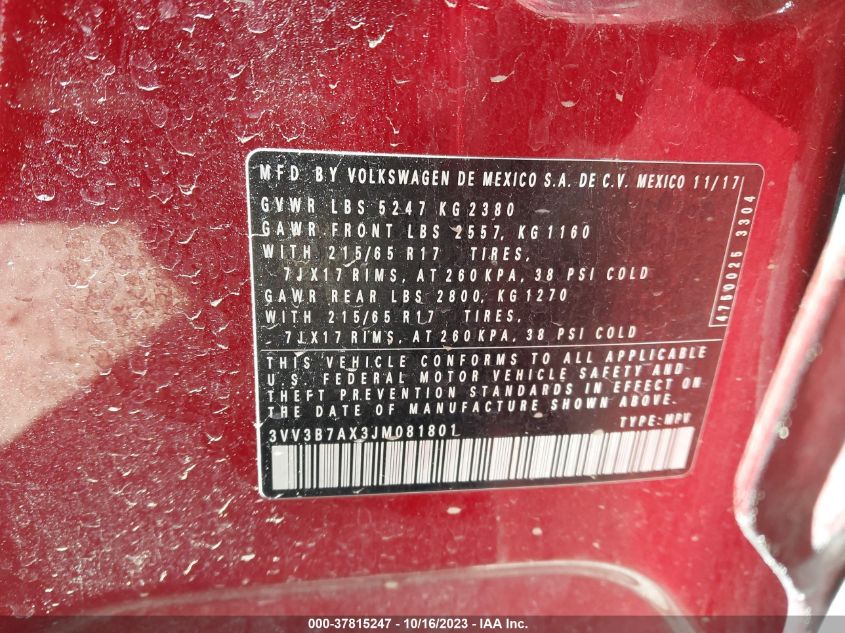 MFD BY VOLKSWAGEN DE MEXICO S.A. DE C.V. MEXICO 11/17
GVWR LBS 5247 KG 2380
GAWR FRONT LBS 2557, KG 1160
WITH 215/65 R17 TIRES,
7JX17 RIMS, AT 260 KPA, 38 PSI COLD
GAWR REAR LBS 2800, KG 1270
WITH 215/65 R17 TIRES,
7JX17 RIMS, AT 260 KPA, 38 PSI COLD
4750025 3304
THIS VEHICLE CONFORMS TO ALL APPLICABLE
U.S. FEDERAL MOTOR VEHICLE SAFETY AND
THEFT PREVENTION STANDARDS IN EFFECT ON
THE DATE OF MANUFACTURE SHOWN ABOVE.
3VV3B7AX3JM081801 TYPE: MPV
000-37815247 - 10/16/2023 - © IAA Inc.